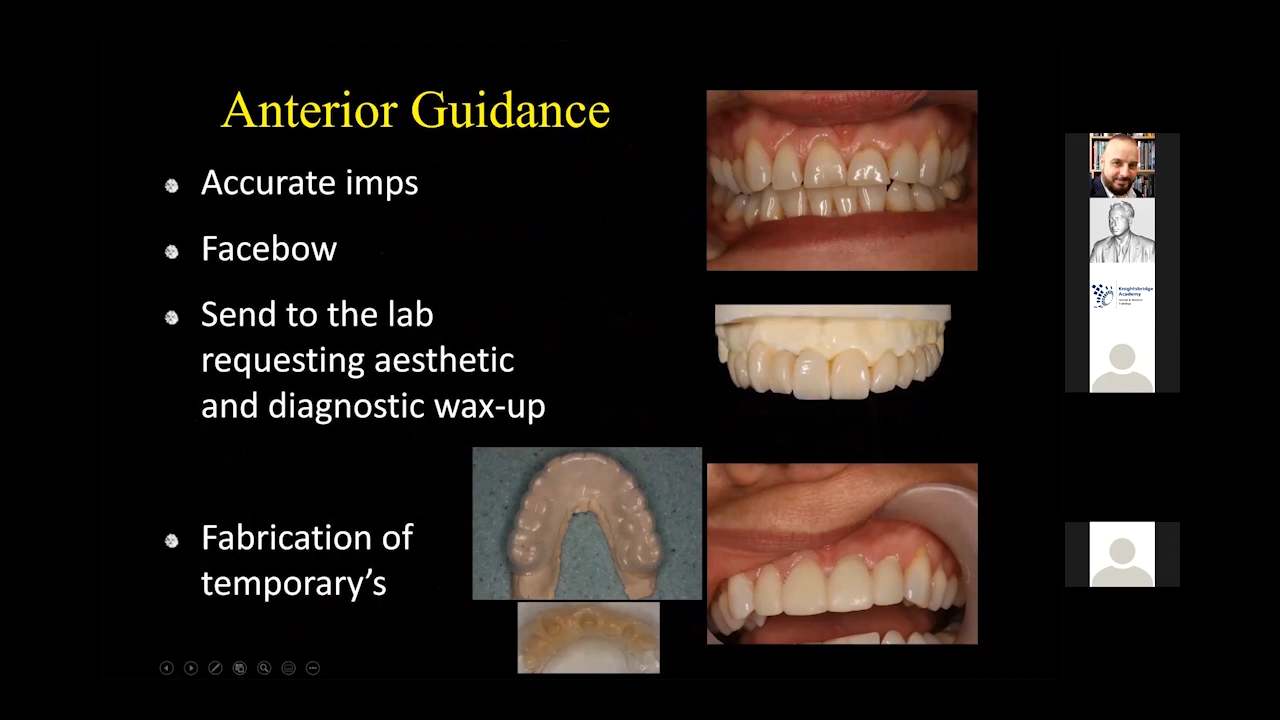 Anterior Guidance
Accurate imps
Facebow
Send to the lab
requesting aesthetic
and diagnostic wax-up
Fabrication of
temporary’s
Knightsbridge
Academy